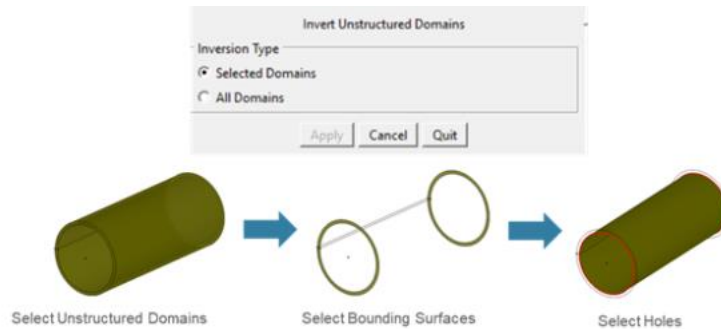 Invert Unstructured Domains
Inversion Type
Selected Domains
All Domains
Apply Cancel Quit
Select Unstructured Domains Select Bounding Surfaces Select Holes